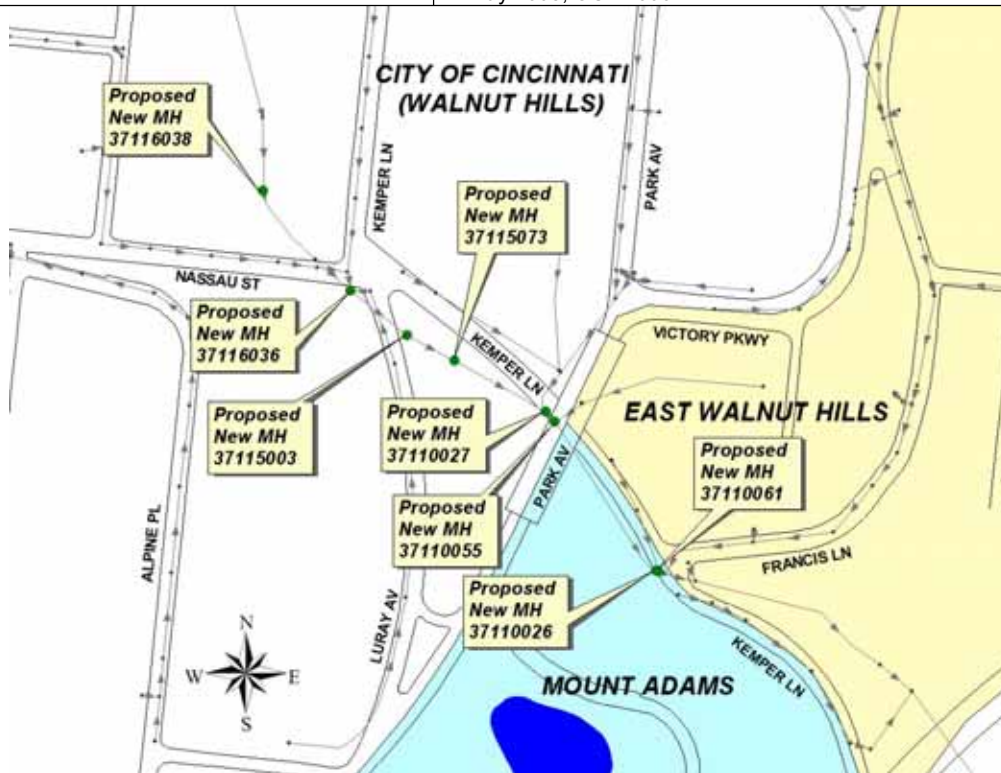 CITY OF CINCINNATI
(WALNUT HILLS)
Proposed
New MH
37116038
KEMPER LN
PARK AV
Proposed
New MH
37115073
NASSAU ST
Proposed
New MH
37116036
KEMPER LN
VICTORY PKWY
Proposed
New MH
37115003
Proposed
New MH
37110027
EAST WALNUT HILLS
Proposed
New MH
37110061
PARK AV
Proposed
New MH
37110055
ALPINE PL
FRANCIS LN
Proposed
New MH
37110026
LURAY AV
N
W
E
S
KEMPER LN
MOUNT ADAMS